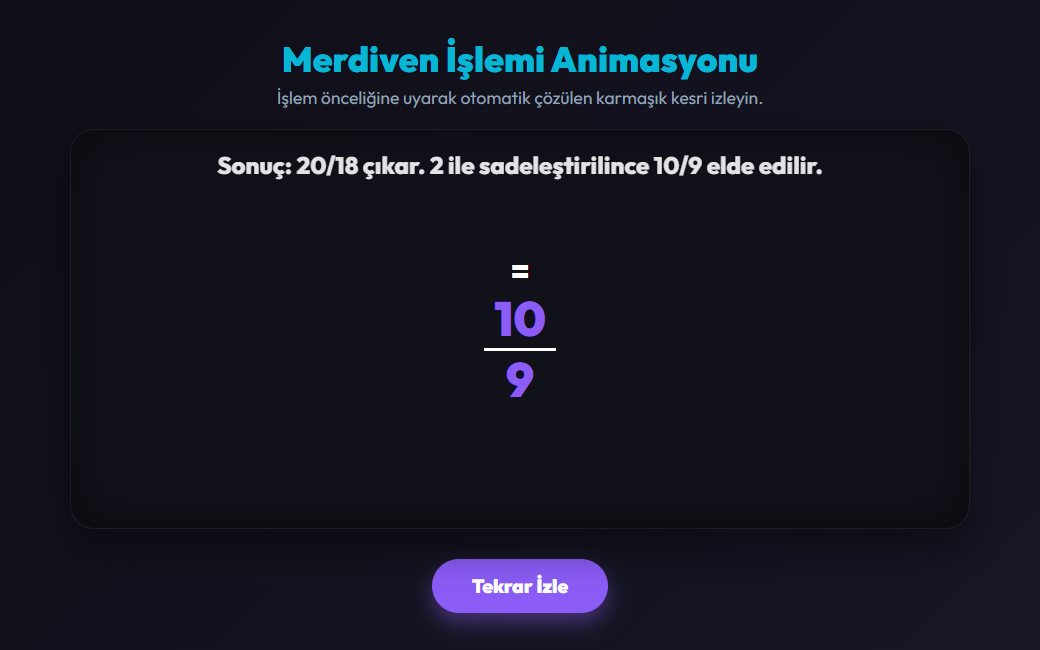 Merdiven İşlemi Animasyonu
İşlem önceliğine uyarak otomatik çözülen karmaşık kesri izleyin.
Sonuç: 20/18 çıkar. 2 ile sadeleştirilince 10/9 elde edilir.
=
10
9
Tekrar İzle